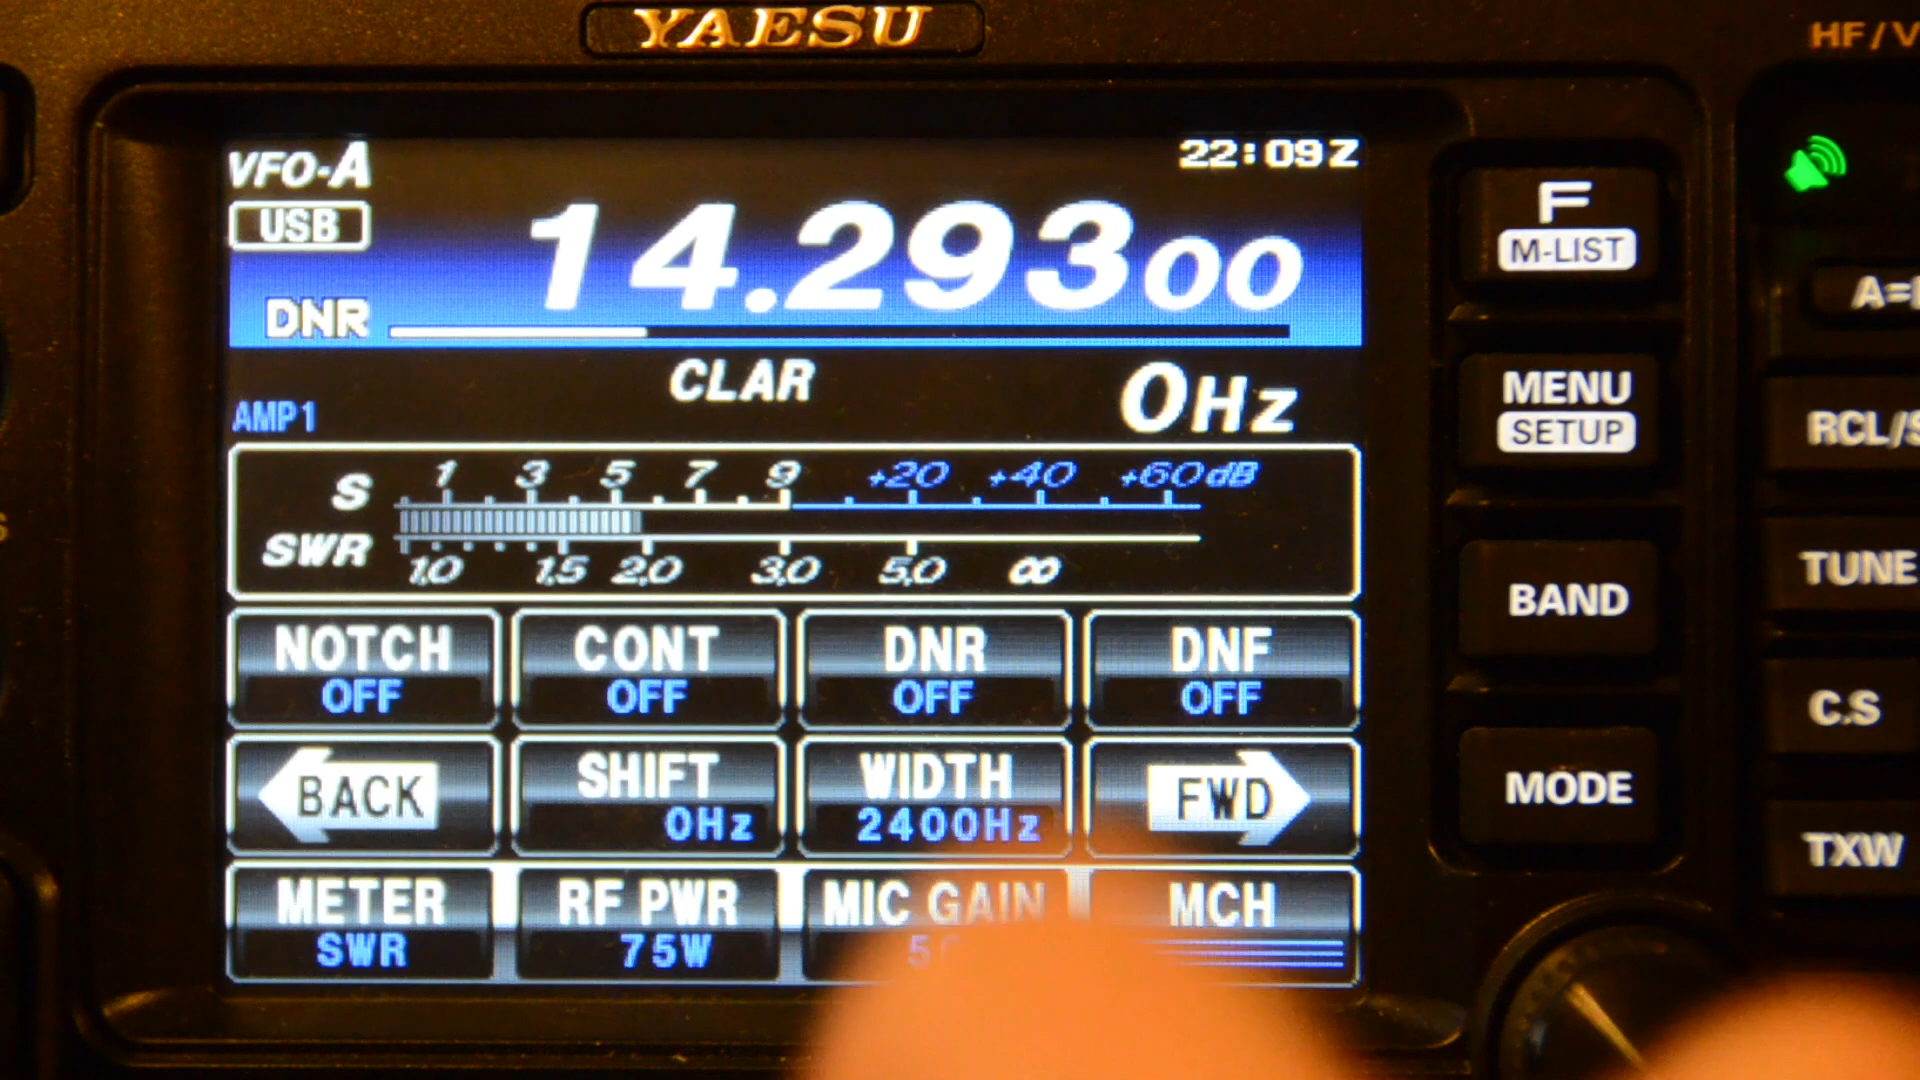 YAESU
HF/V
VFO-A
22:09Z
USB
14.29300
DNR
CLAR
0Hz
AMP1
S 1 3 5 7 9 +20 +40 +60dB
SWR 1.0 1.5 2.0 3.0 5.0 ∞
NOTCH CONT DNR DNF
OFF OFF OFF OFF
BACK SHIFT WIDTH FWD
0Hz 2400Hz
METER RF PWR MIC GAIN MCH
SWR 75W
F
M-LIST
MENU
SETUP
BAND
MODE
RCL/S
TUNE
C.S
TXW